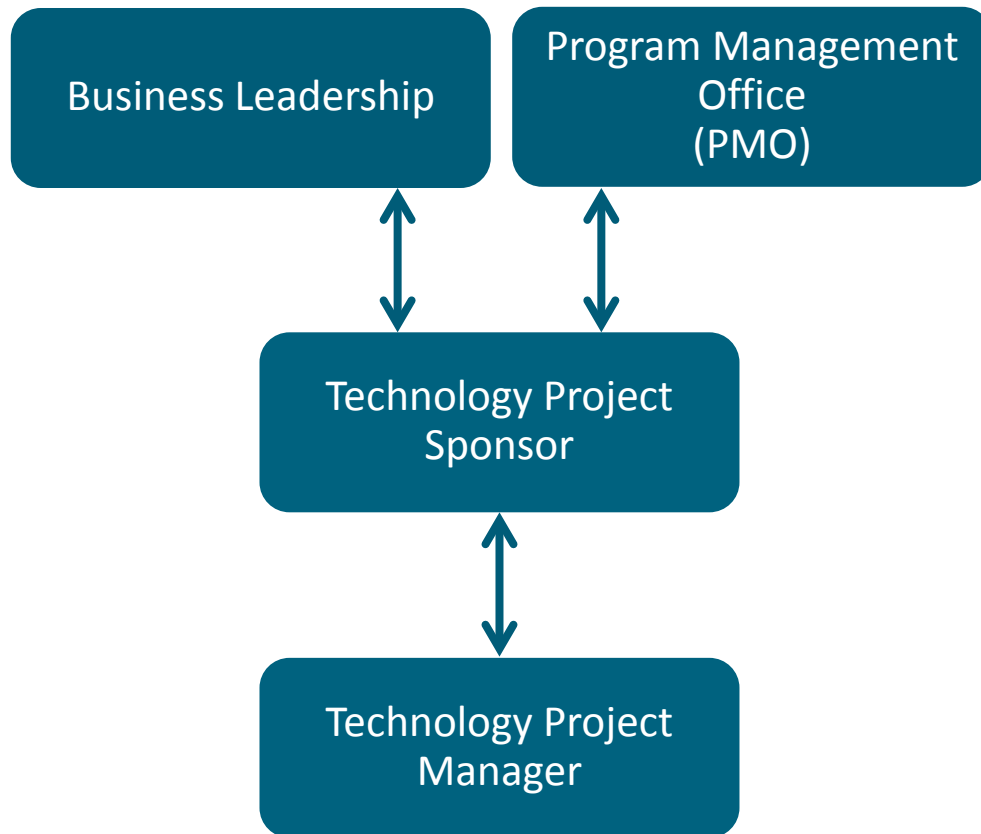 Business Leadership
Program Management
Office
(PMO)
Technology Project
Sponsor
Technology Project
Manager